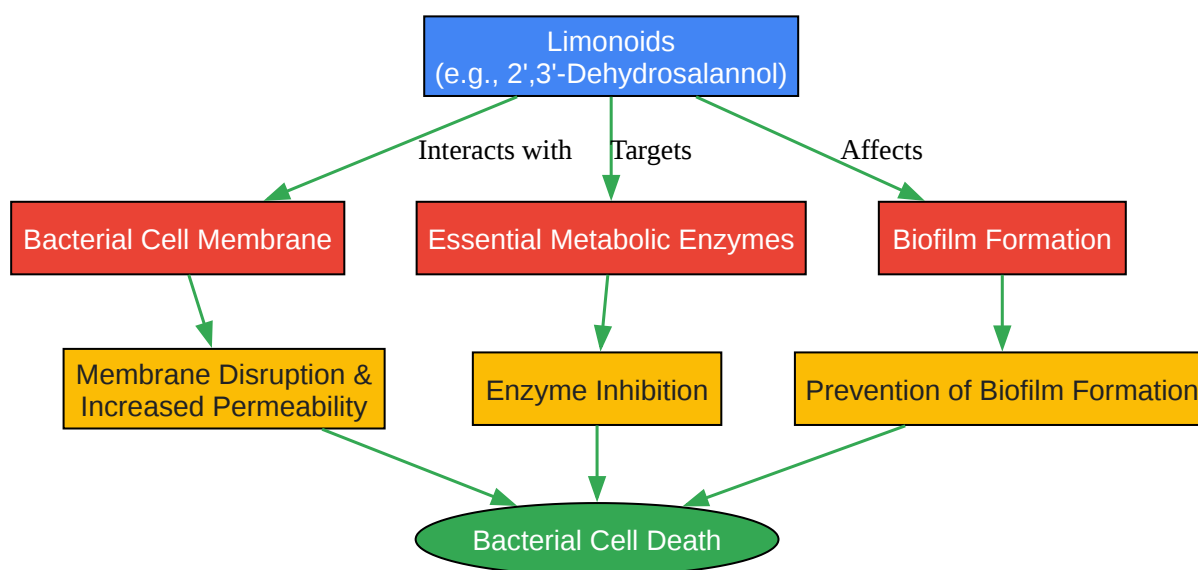 Limonoids
(e.g., 2',3'-Dehydrosalannol)
Interacts with
Targets
Affects
Bacterial Cell Membrane
Essential Metabolic Enzymes
Biofilm Formation
Membrane Disruption &
Increased Permeability
Enzyme Inhibition
Prevention of Biofilm Formation
Bacterial Cell Death